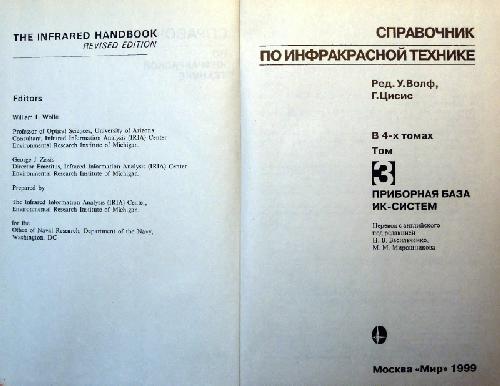 THE INFRARED HANDBOOK
REVISED EDITION
Editors
William L. Wolfe
Professor of Optical Sciences, University of Arizona
Consultant, Infrared Information Analysis (IRIA) Center
Environmental Research Institute of Michigan.
George J. Zissis
Director Emeritus, Infrared Information Analysis (IRIA) Center
Environmental Research Institute of Michigan.
Prepared by
the Infrared Information Analysis (IRIA) Center,
Environmental Research Institute of Michigan.
for the
Office of Naval Research, Department of the Navy,
Washington, DC
СПРАВОЧНИК
ПО ИНФРАКРАСНОЙ ТЕХНИКЕ
Ред. У.Волф,
Г.Цисис
В 4-х томах
Том
3
ПРИБОРНАЯ БАЗА
ИК-СИСТЕМ
Перевод с английского
под редакцией
Н. В. Васильченко,
М. М. Мирошникова
Москва «Мир» 1999